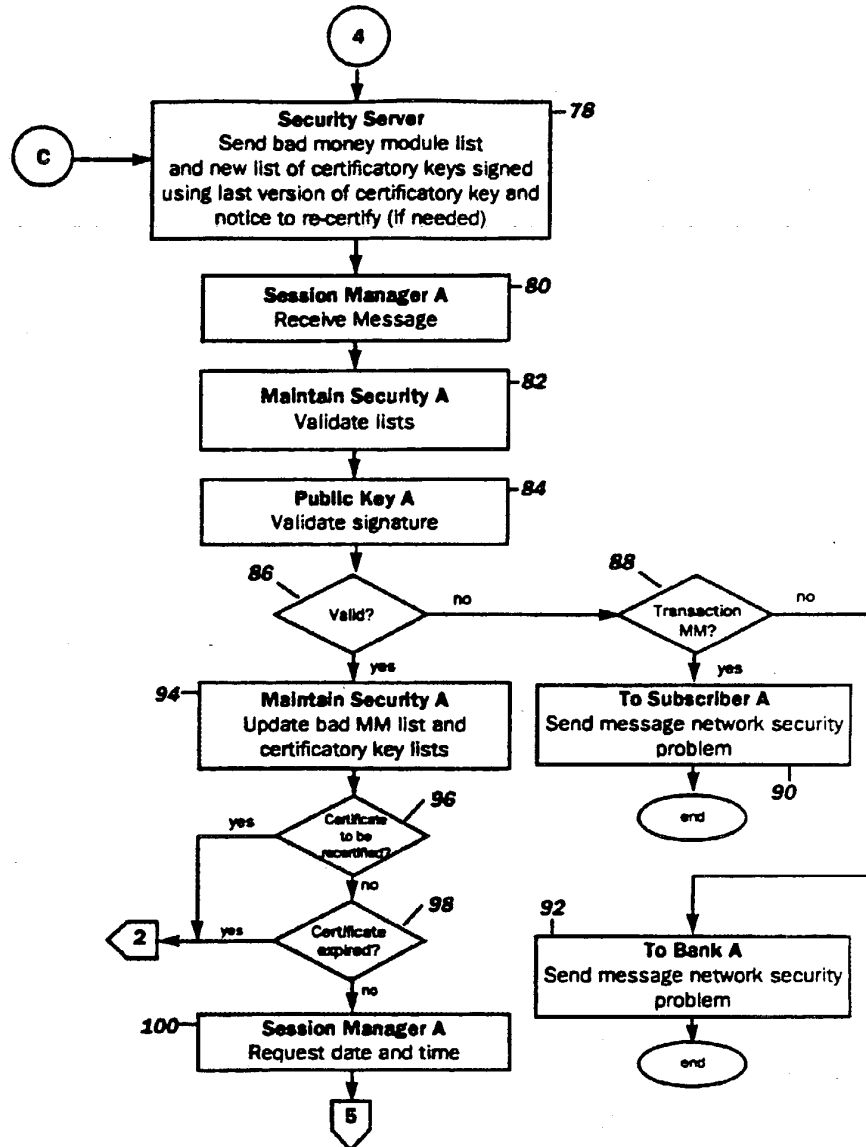 4
C
Security Server
78
Send bad money module list
and new list of certificatory keys signed
using last version of certificatory key and
notice to re-certify (if needed)
Session Manager A
80
Receive Message
Maintain Security A
82
Validate lists
Public Key A
84
Validate signature
86
Valid?
no
88
Transaction
MM?
no
yes
yes
94
Maintain Security A
Update bad MM list and
certificatory key lists
To Subscriber A
Send message network security
problem
90
end
96
Certificate
to be
recertified?
yes
no
98
Certificate
expired?
yes
2
no
92
To Bank A
Send message network security
problem
end
100
Session Manager A
Request date and time
5